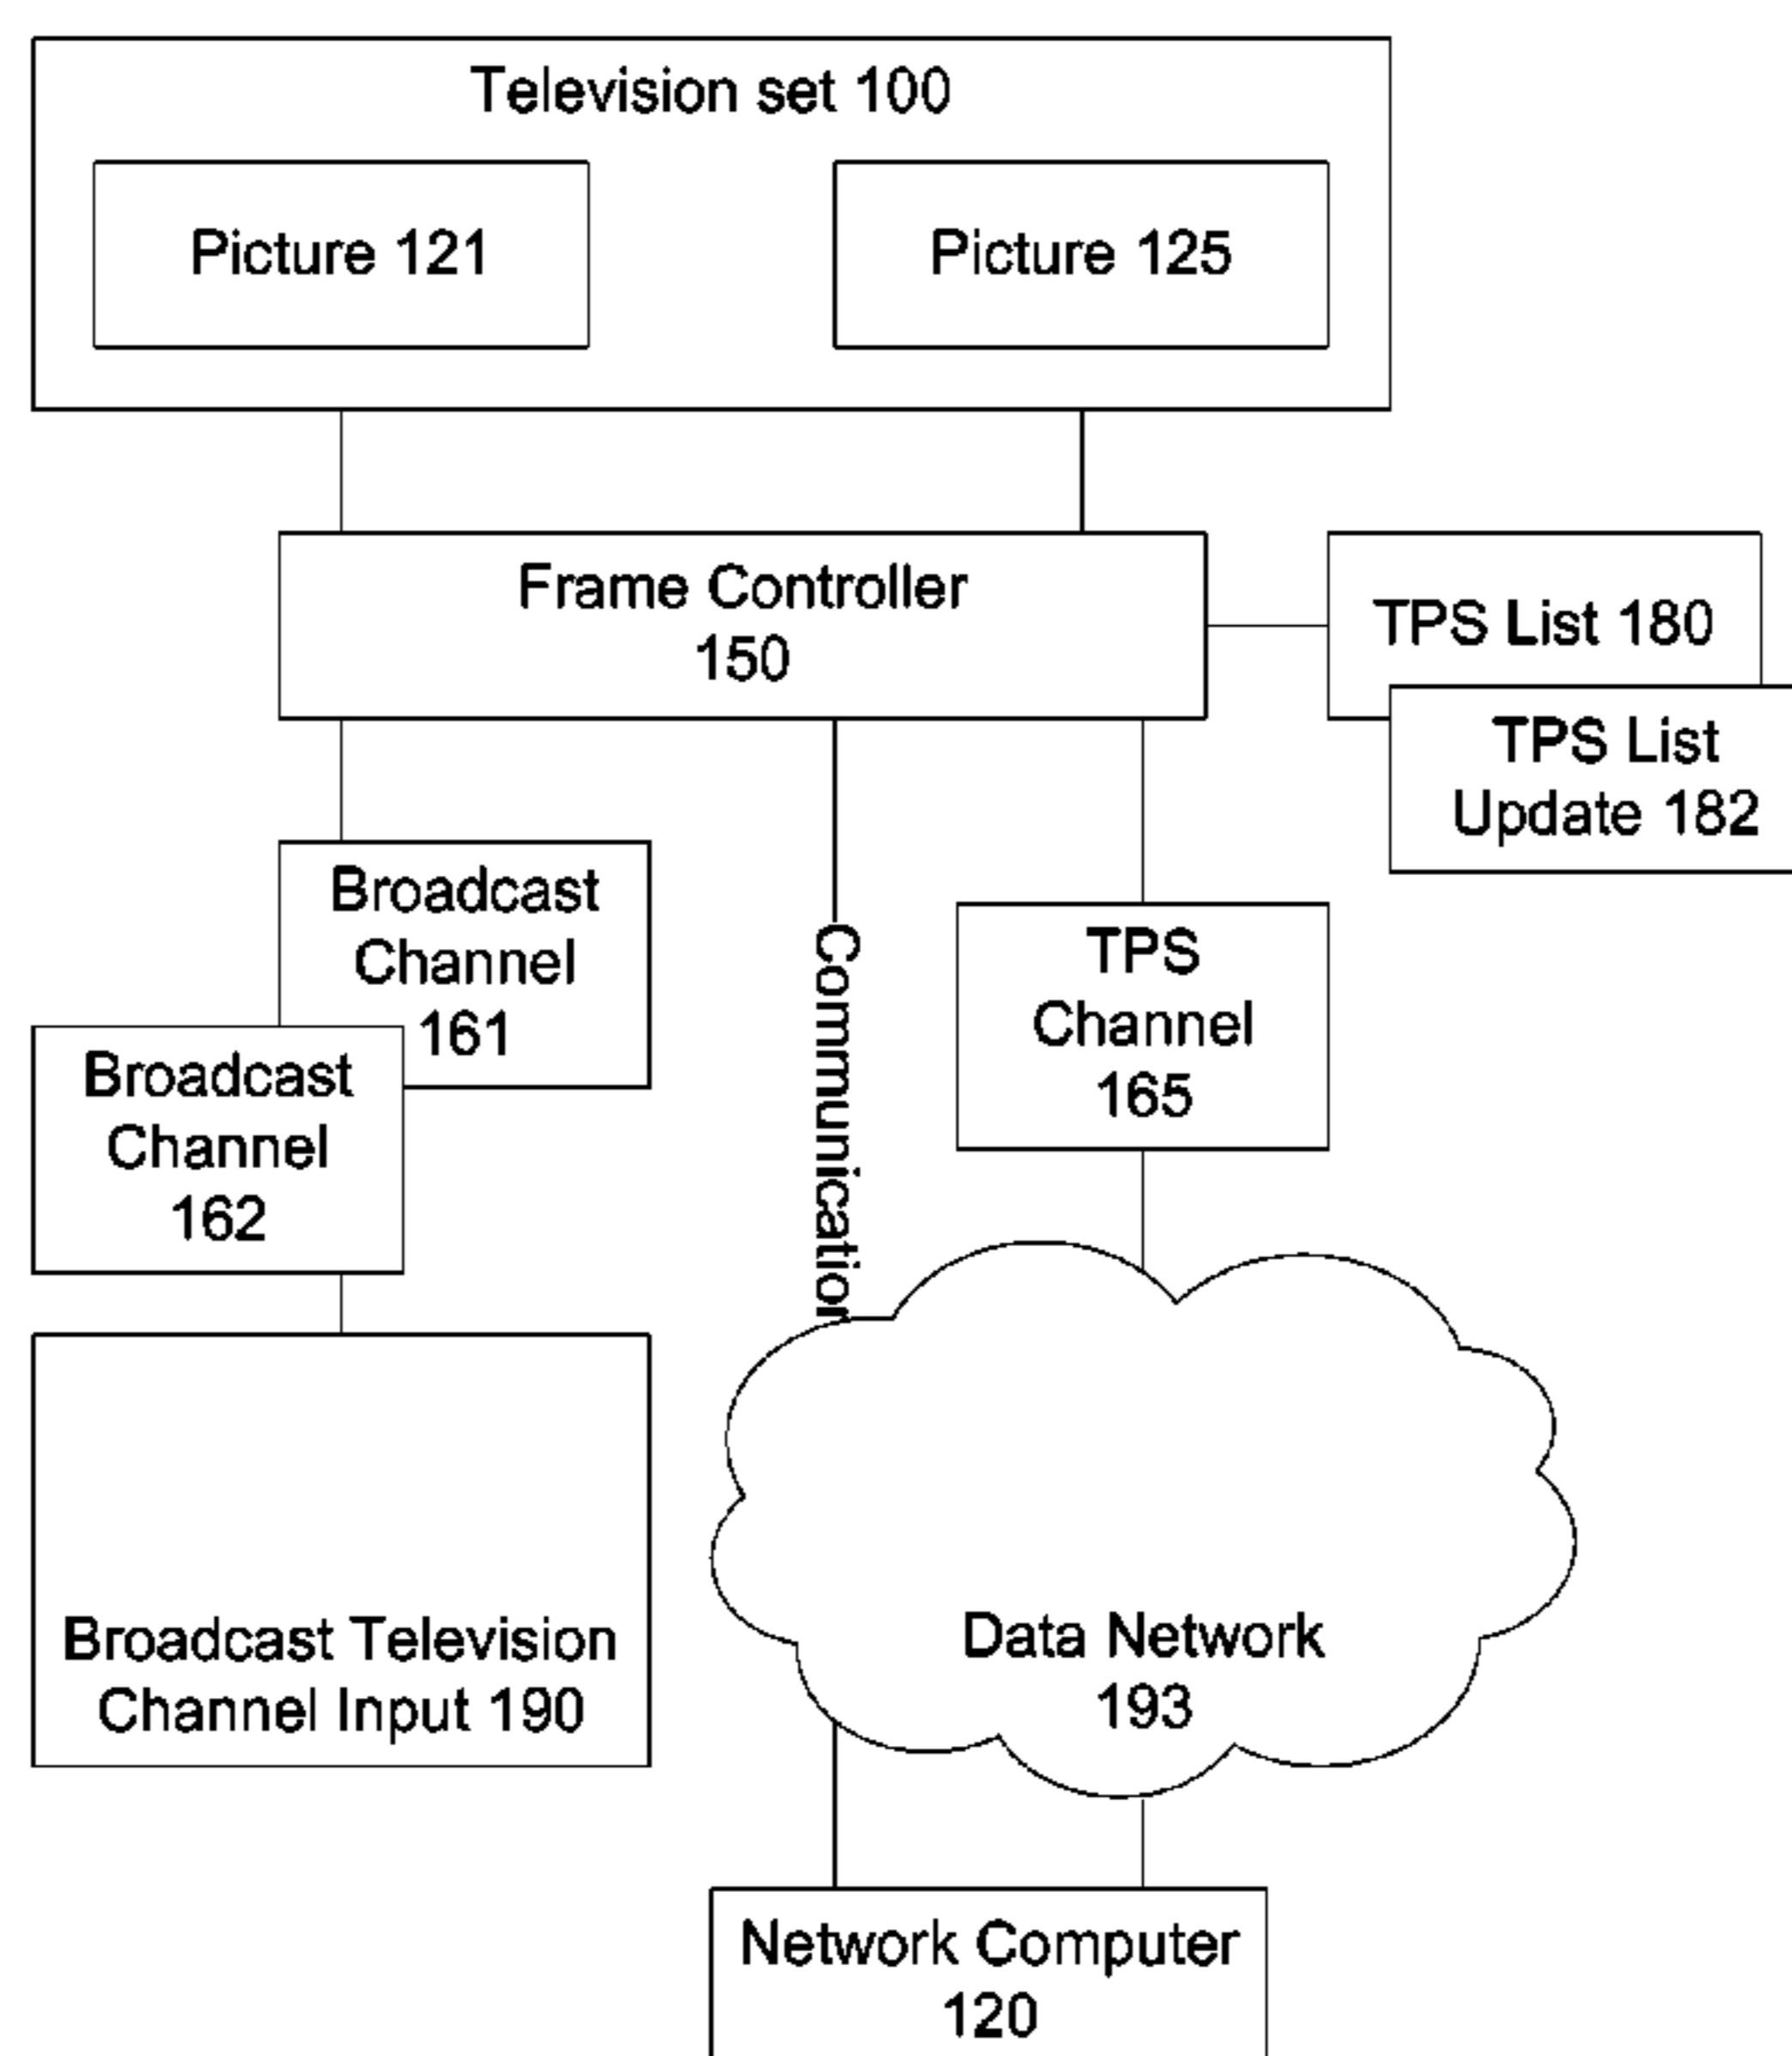 Television set 100
Picture 121
Picture 125
Frame Controller
150
TPS List 180
TPS List
Update 182
Broadcast
Channel
161
Broadcast
Channel
162
Communication
TPS
Channel
165
Broadcast Television
Channel Input 190
Data Network
193
Network Computer
120